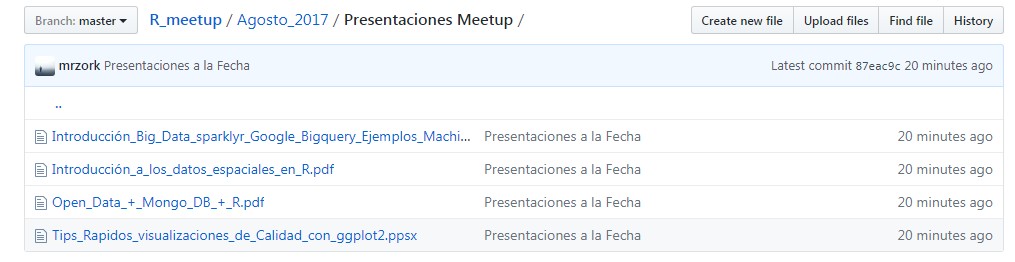 Branch: master R_meetup / Agosto_2017 / Presentaciones Meetup / Create new file Upload files Find file History
mrzork Presentaciones a la Fecha Latest commit 87eac9c 20 minutes ago
..
Introducción_Big_Data_sparklyr_Google_Bigquery_Ejemplos_Machi... Presentaciones a la Fecha 20 minutes ago
Introducción_a_los_datos_espaciales_en_R.pdf Presentaciones a la Fecha 20 minutes ago
Open_Data_+_Mongo_DB_+_R.pdf Presentaciones a la Fecha 20 minutes ago
Tips_Rapidos_visualizaciones_de_Calidad_con_ggplot2.ppsx Presentaciones a la Fecha 20 minutes ago